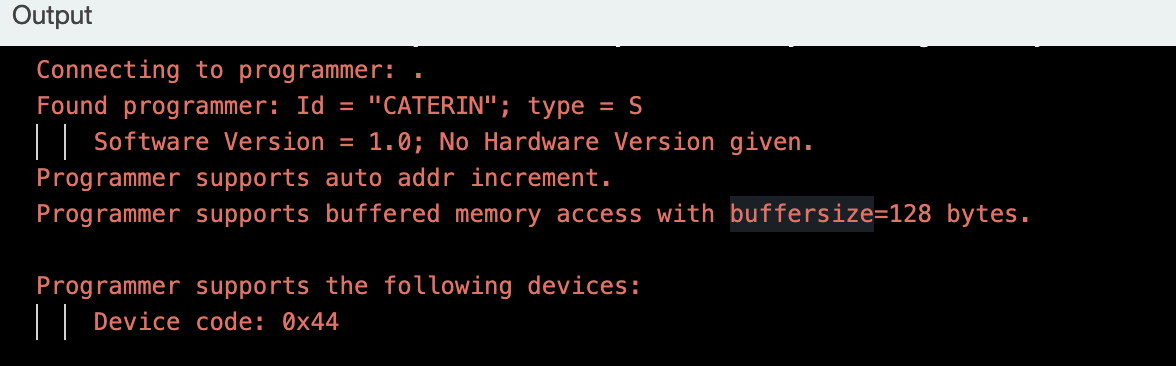 Output
Connecting to programmer: .
Found programmer: Id = "CATERIN"; type = S
Software Version = 1.0; No Hardware Version given.
Programmer supports auto addr increment.
Programmer supports buffered memory access with buffersize=128 bytes.
Programmer supports the following devices:
Device code: 0x44